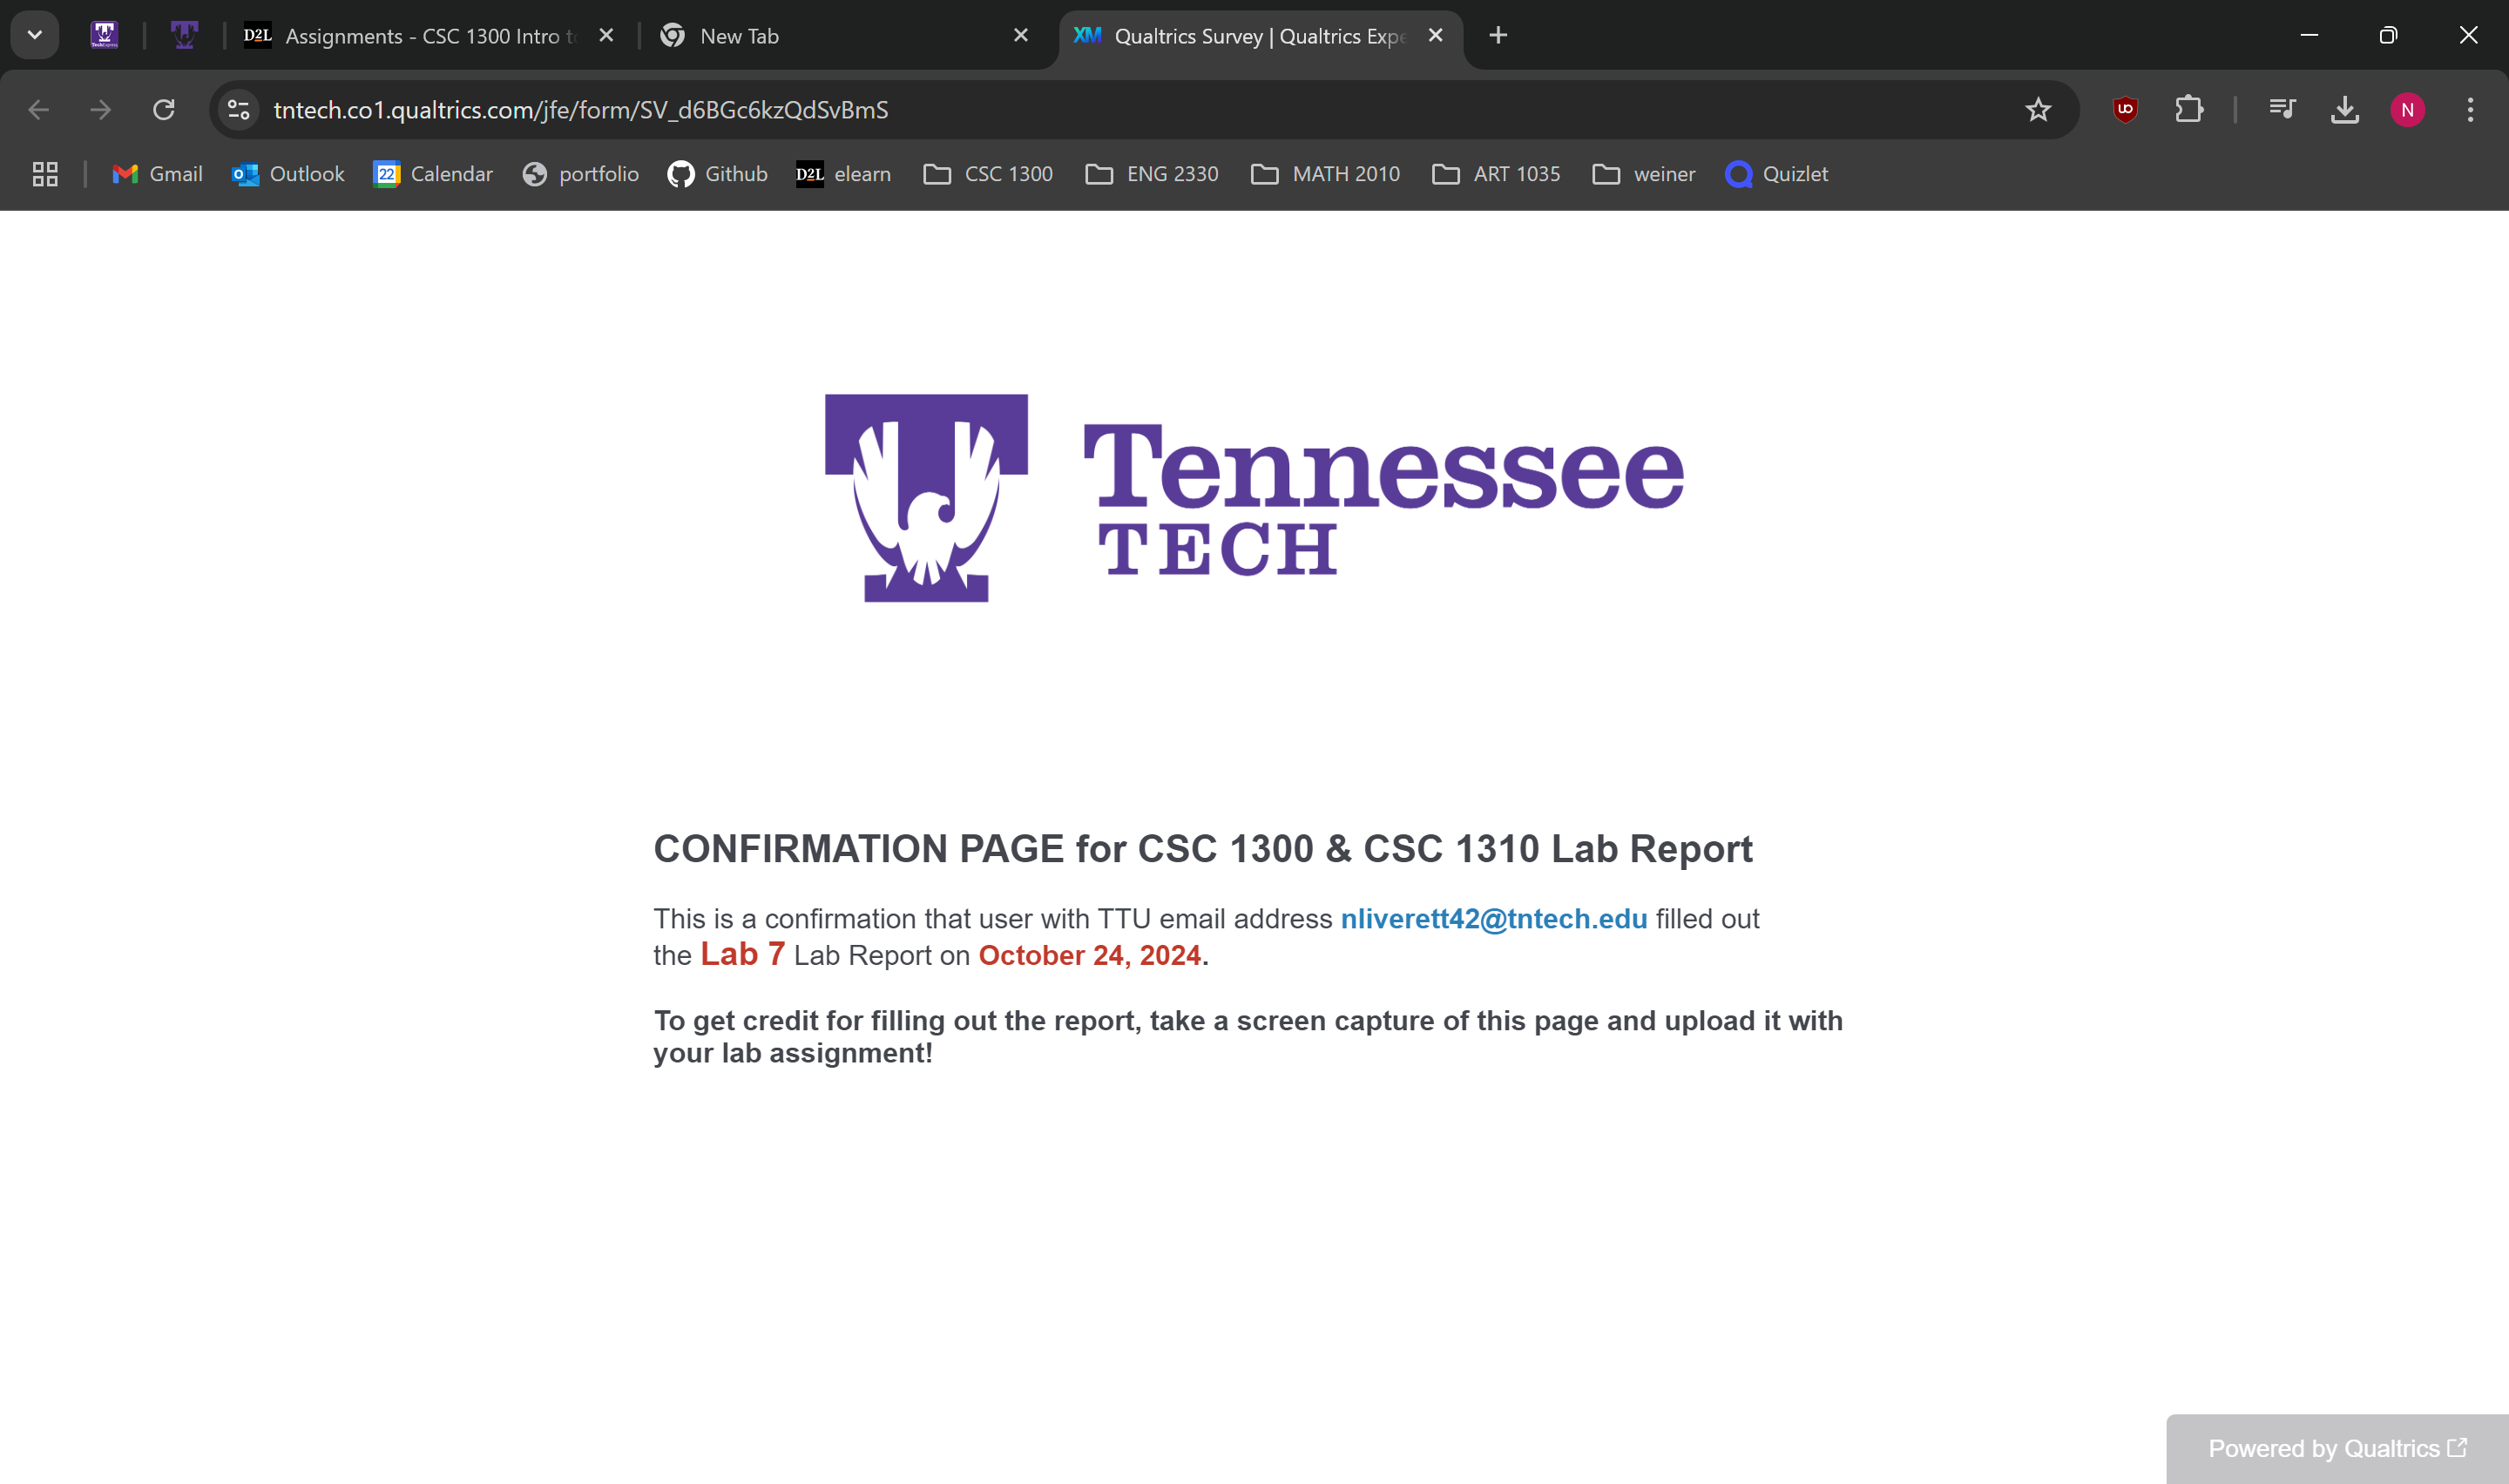 D2L Assignments - CSC 1300 Intro to
New Tab
XM Qualtrics Survey | Qualtrics Expe
tntech.co1.qualtrics.com/jfe/form/SV_d6BGc6kzQdSvBmS
N
Gmail Outlook 22 Calendar portfolio Github D2L elearn CSC 1300 ENG 2330 MATH 2010 ART 1035 weiner Quizlet
Tennessee
TECH
CONFIRMATION PAGE for CSC 1300 & CSC 1310 Lab Report
This is a confirmation that user with TTU email address nliverett42@tntech.edu filled out
the Lab 7 Lab Report on October 24, 2024.
To get credit for filling out the report, take a screen capture of this page and upload it with
your lab assignment!
Powered by Qualtrics